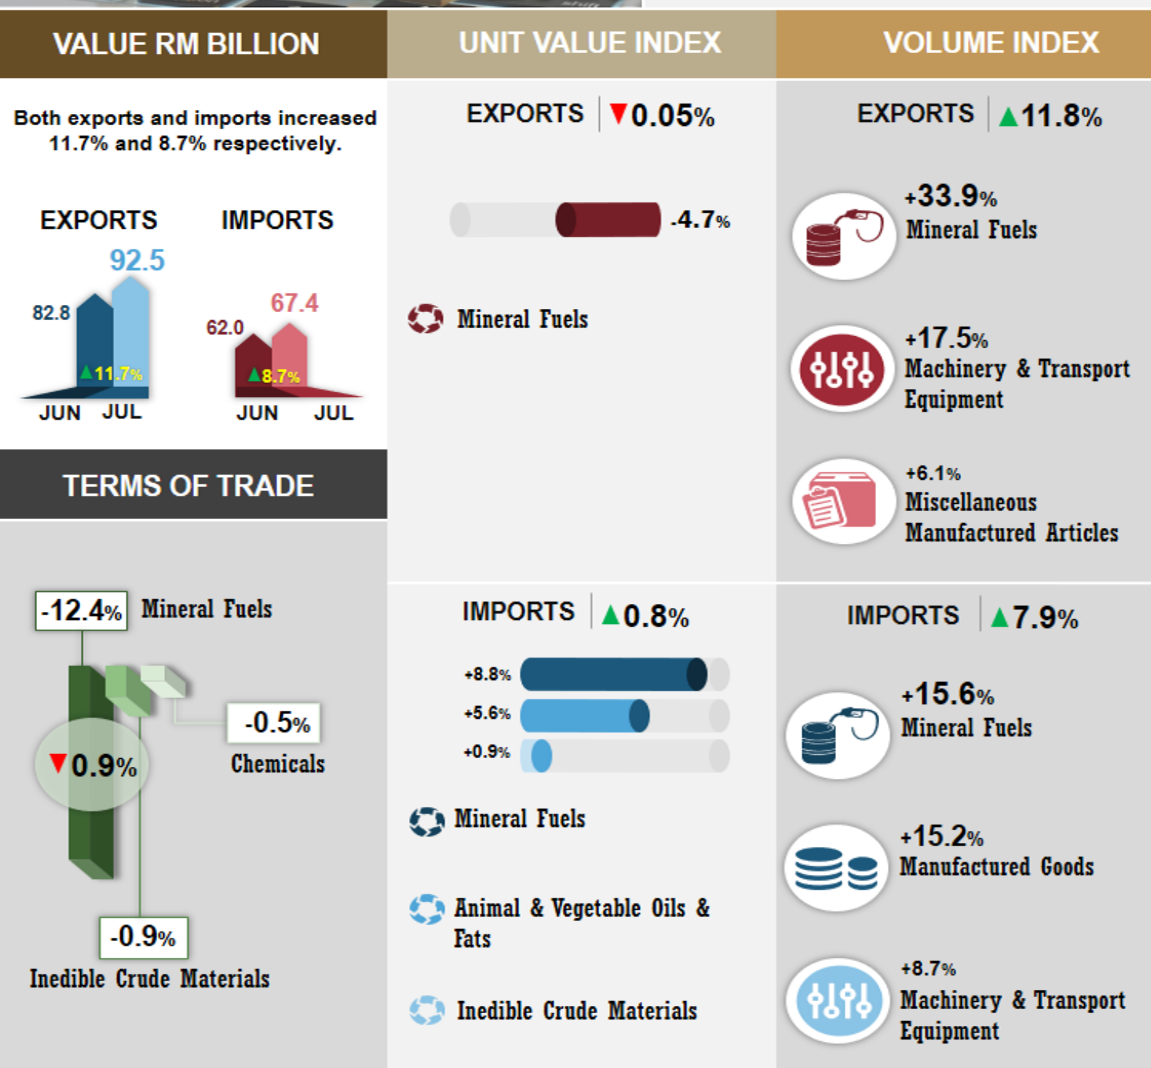 VALUE RM BILLION
Both exports and imports increased
11.7% and 8.7% respectively.
EXPORTS
92.5
82.8
▲11.7%
JUN JUL
IMPORTS
67.4
62.0
▲8.7%
JUN JUL
TERMS OF TRADE
-12.4% Mineral Fuels
-0.5%
Chemicals
▼0.9%
-0.9%
Inedible Crude Materials
UNIT VALUE INDEX
EXPORTS ▼0.05%
-4.7%
Mineral Fuels
IMPORTS ▲0.8%
+8.8%
+5.6%
+0.9%
Mineral Fuels
Animal & Vegetable Oils &
Fats
Inedible Crude Materials
VOLUME INDEX
EXPORTS ▲11.8%
+33.9%
Mineral Fuels
+17.5%
Machinery & Transport
Equipment
+6.1%
Miscellaneous
Manufactured Articles
IMPORTS ▲7.9%
+15.6%
Mineral Fuels
+15.2%
Manufactured Goods
+8.7%
Machinery & Transport
Equipment